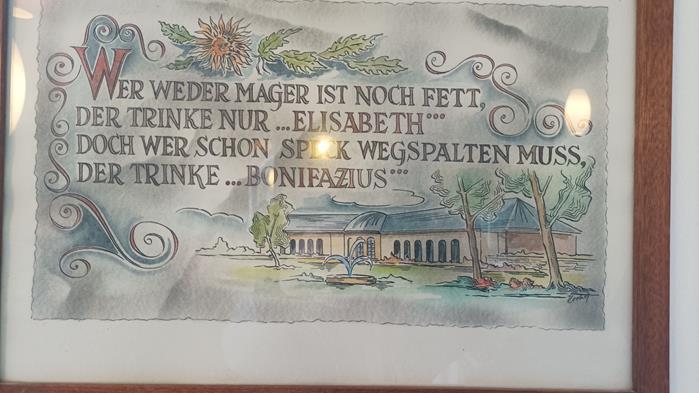 WER WEDER MAGER IST NOCH FETT,
DER TRINKE NUR ... ELISABETH ...
DOCH WER SCHON SPECK WEGSPALTEN MUSS,
DER TRINKE ... BONIFAZIUS ...